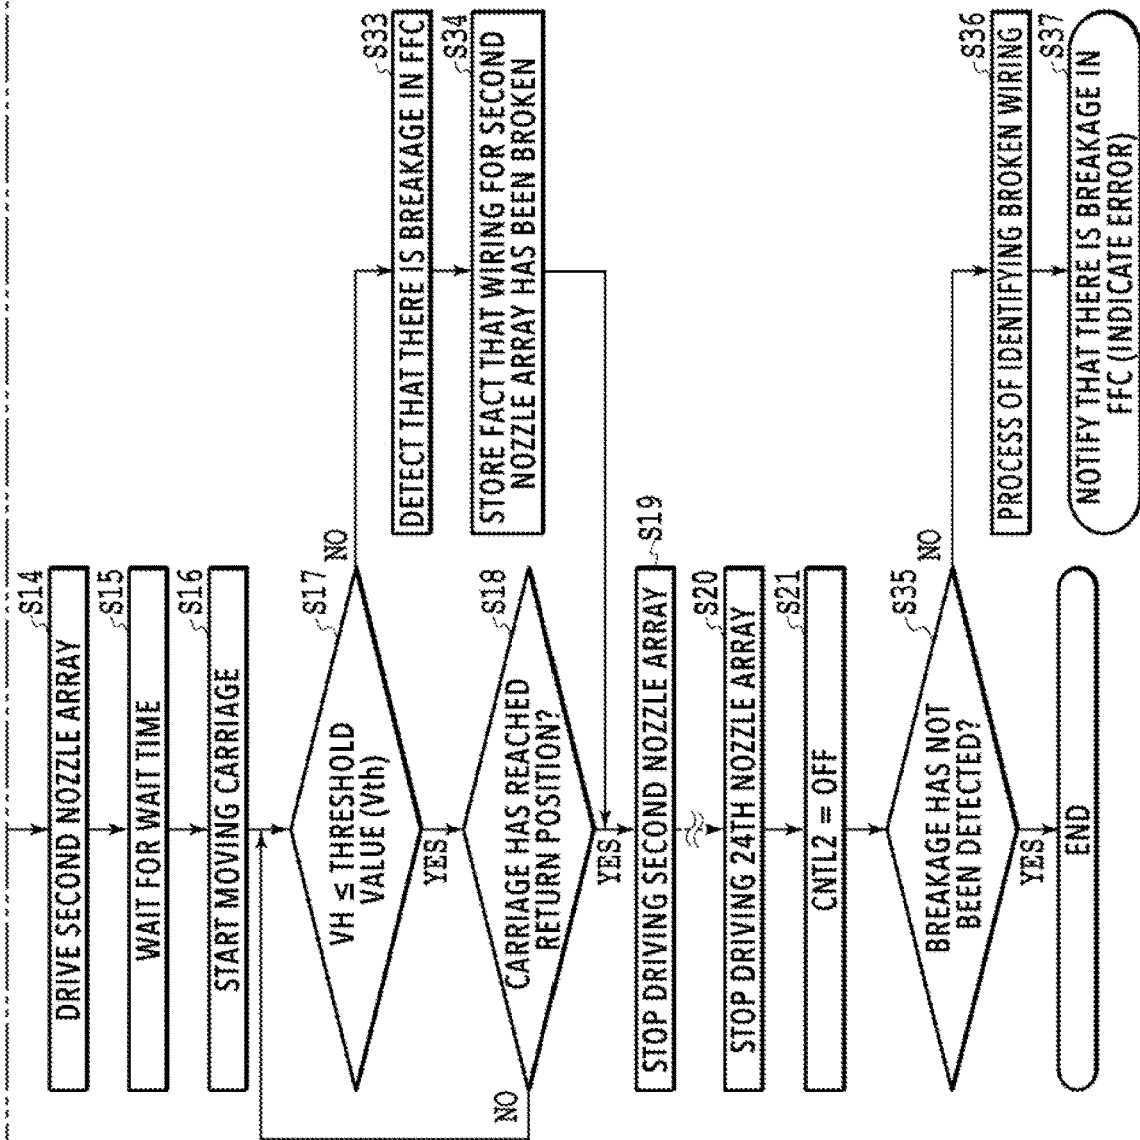 S14
DRIVE SECOND NOZZLE ARRAY
S15
WAIT FOR WAIT TIME
S16
START MOVING CARRIAGE
S17
VH ≤ THRESHOLD
VALUE (Vth)
NO
YES
S33
DETECT THAT THERE IS BREAKAGE IN FFC
S34
STORE FACT THAT WIRING FOR SECOND
NOZZLE ARRAY HAS BEEN BROKEN
S18
CARRIAGE HAS REACHED
RETURN POSITION?
NO
YES
S19
STOP DRIVING SECOND NOZZLE ARRAY
S20
STOP DRIVING 24TH NOZZLE ARRAY
S21
CNTL2 = OFF
S35
BREAKAGE HAS NOT
BEEN DETECTED?
NO
YES
S36
PROCESS OF IDENTIFYING BROKEN WIRING
S37
NOTIFY THAT THERE IS BREAKAGE IN
FFC (INDICATE ERROR)
END